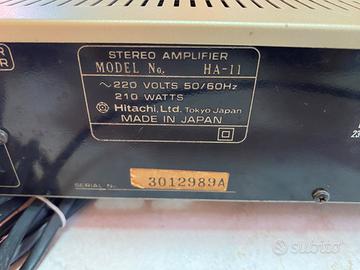 STEREO AMPLIFIER
MODEL No. HA-11
~220 VOLTS 50/60Hz
210 WATTS
Hitachi, Ltd. Tokyo Japan
MADE IN JAPAN
SERIAL No. 3012989A
subito